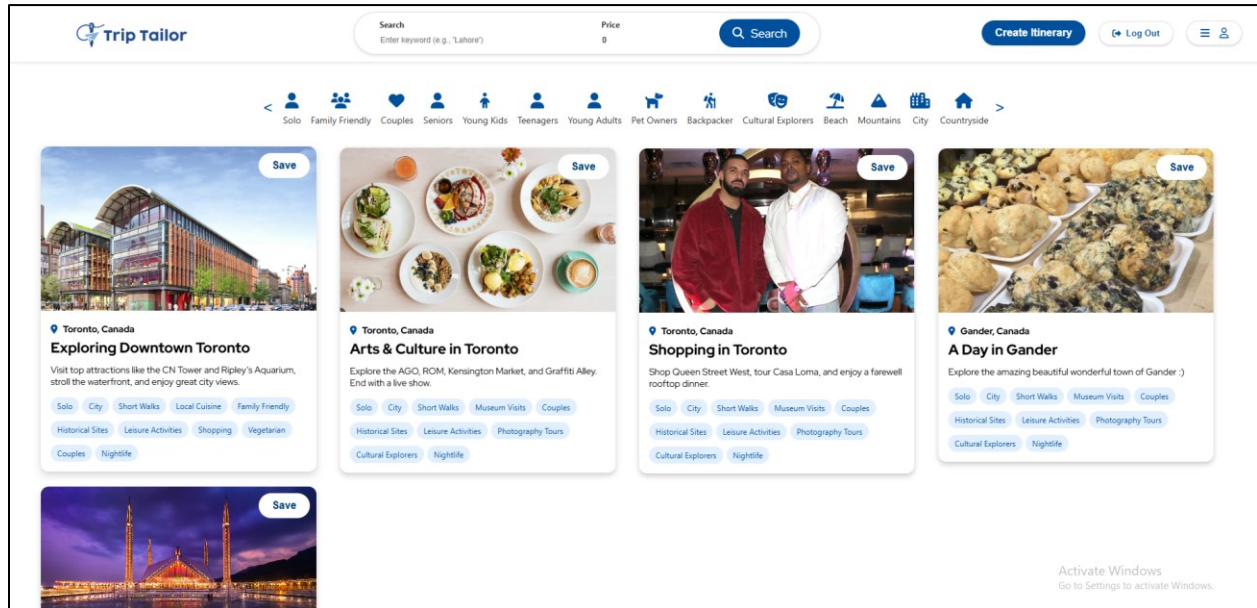 Trip Tailor
Search
Enter keyword (e.g., 'Lahore')
Price
0
Search
Create Itinerary
Log Out
< Solo Family Friendly Couples Seniors Young Kids Teenagers Young Adults Pet Owners Backpacker Cultural Explorers Beach Mountains City Countryside >
Save
Toronto, Canada
Exploring Downtown Toronto
Visit top attractions like the CN Tower and Ripley's Aquarium,
stroll the waterfront, and enjoy great city views.
Solo City Short Walks Local Cuisine Family Friendly
Historical Sites Leisure Activities Shopping Vegetarian
Couples Nightlife
Save
Toronto, Canada
Arts & Culture in Toronto
Explore the AGO, ROM, Kensington Market, and Graffiti Alley.
End with a live show.
Solo City Short Walks Museum Visits Couples
Historical Sites Leisure Activities Photography Tours
Cultural Explorers Nightlife
Save
Toronto, Canada
Shopping in Toronto
Shop Queen Street West, tour Casa Loma, and enjoy a farewell
rooftop dinner.
Solo City Short Walks Museum Visits Couples
Historical Sites Leisure Activities Photography Tours
Cultural Explorers Nightlife
Save
Gander, Canada
A Day in Gander
Explore the amazing beautiful wonderful town of Gander :)
Solo City Short Walks Museum Visits Couples
Historical Sites Leisure Activities Photography Tours
Cultural Explorers Nightlife
Save
Activate Windows
Go to Settings to activate Windows.